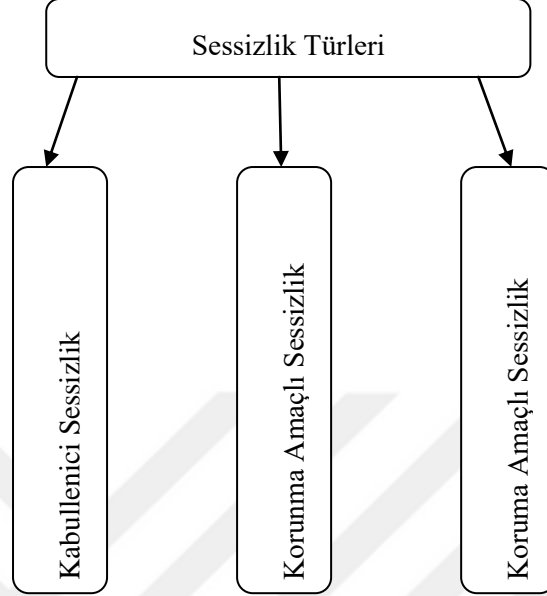 Sessizlik Türleri
Kabullenici Sessizlik
Korunma Amaçlı Sessizlik
Koruma Amaçlı Sessizlik